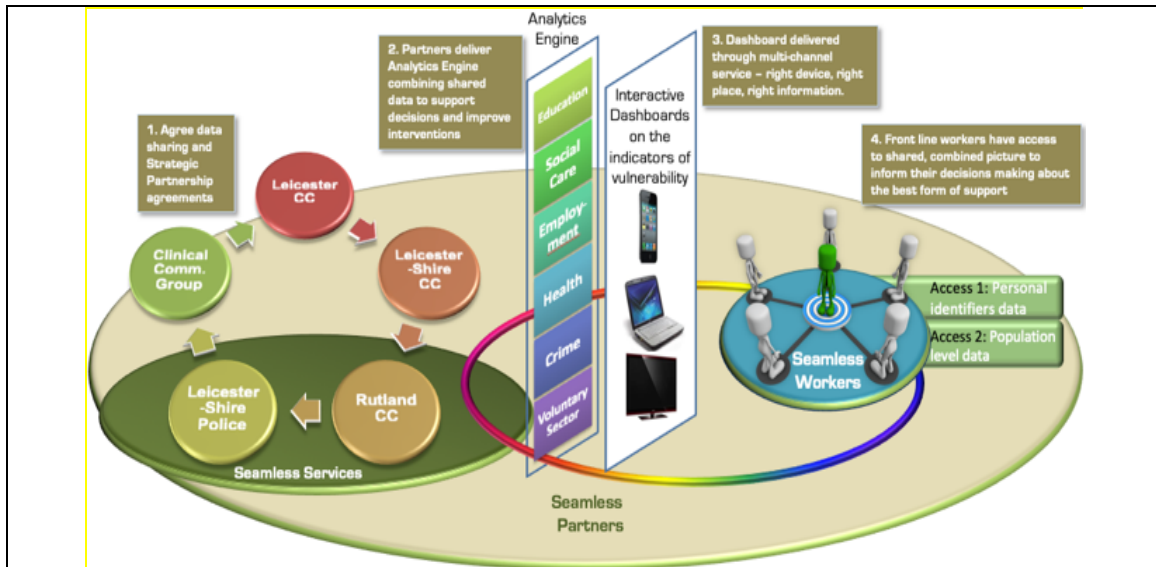 Analytics
Engine
2. Partners deliver
Analytics Engine
combining shared
data to support
decisions and improve
interventions
3. Dashboard delivered
through multi-channel
service – right device, right
place, right information.
1. Agree data
sharing and
Strategic
Partnership
agreements
4. Front line workers have access
to shared, combined picture to
inform their decisions making about
the best form of support
Leicester
CC
Leicester
-Shire CC
Rutland
CC
Leicester
-Shire
Police
Clinical
Comm.
Group
Seamless Services
Education
Social
Care
Employ-
ment
Health
Crime
Voluntary
Sector
Interactive
Dashboards
on the
indicators of
vulnerability
Seamless
Workers
Access 1: Personal
identifiers data
Access 2: Population
level data
Seamless
Partners